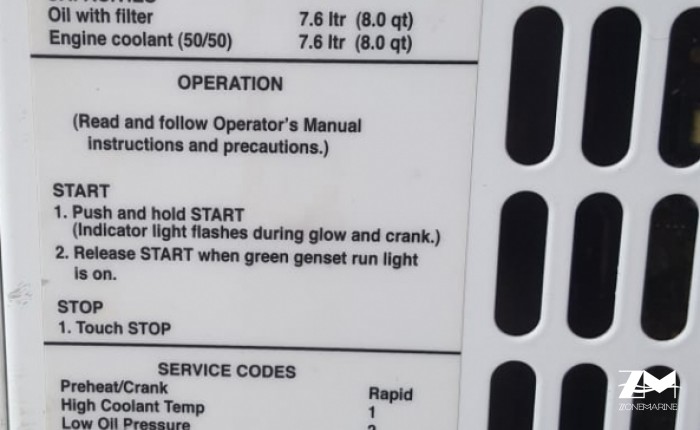 CAPACITIES
Oil with filter 7.6 ltr (8.0 qt)
Engine coolant (50/50) 7.6 ltr (8.0 qt)
OPERATION
(Read and follow Operator's Manual
instructions and precautions.)
START
1. Push and hold START
(Indicator light flashes during glow and crank.)
2. Release START when green genset run light
is on.
STOP
1. Touch STOP
SERVICE CODES
Preheat/Crank Rapid
High Coolant Temp 1
Low Oil Pressure 2
ZM
ZONEMARINE